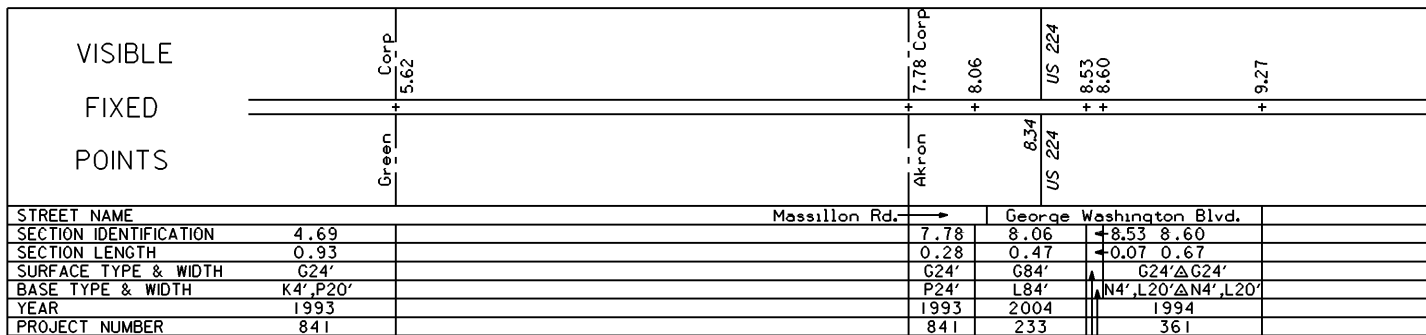 VISIBLE
FIXED
POINTS
Corp
5.62
7.78 Corp
8.06
US 224
8.53
8.60
9.27
Green
Akron
8.34
US 224
STREET NAME Massillon Rd. → George Washington Blvd.
SECTION IDENTIFICATION 4.69 7.78 8.06 ←8.53 8.60
SECTION LENGTH 0.93 0.28 0.47 ←0.07 0.67
SURFACE TYPE & WIDTH G24' G24' G84' G24'△G24'
BASE TYPE & WIDTH K4',P20' P24' L84' N4',L20'△N4',L20'
YEAR 1993 1993 2004 1994
PROJECT NUMBER 841 841 233 361